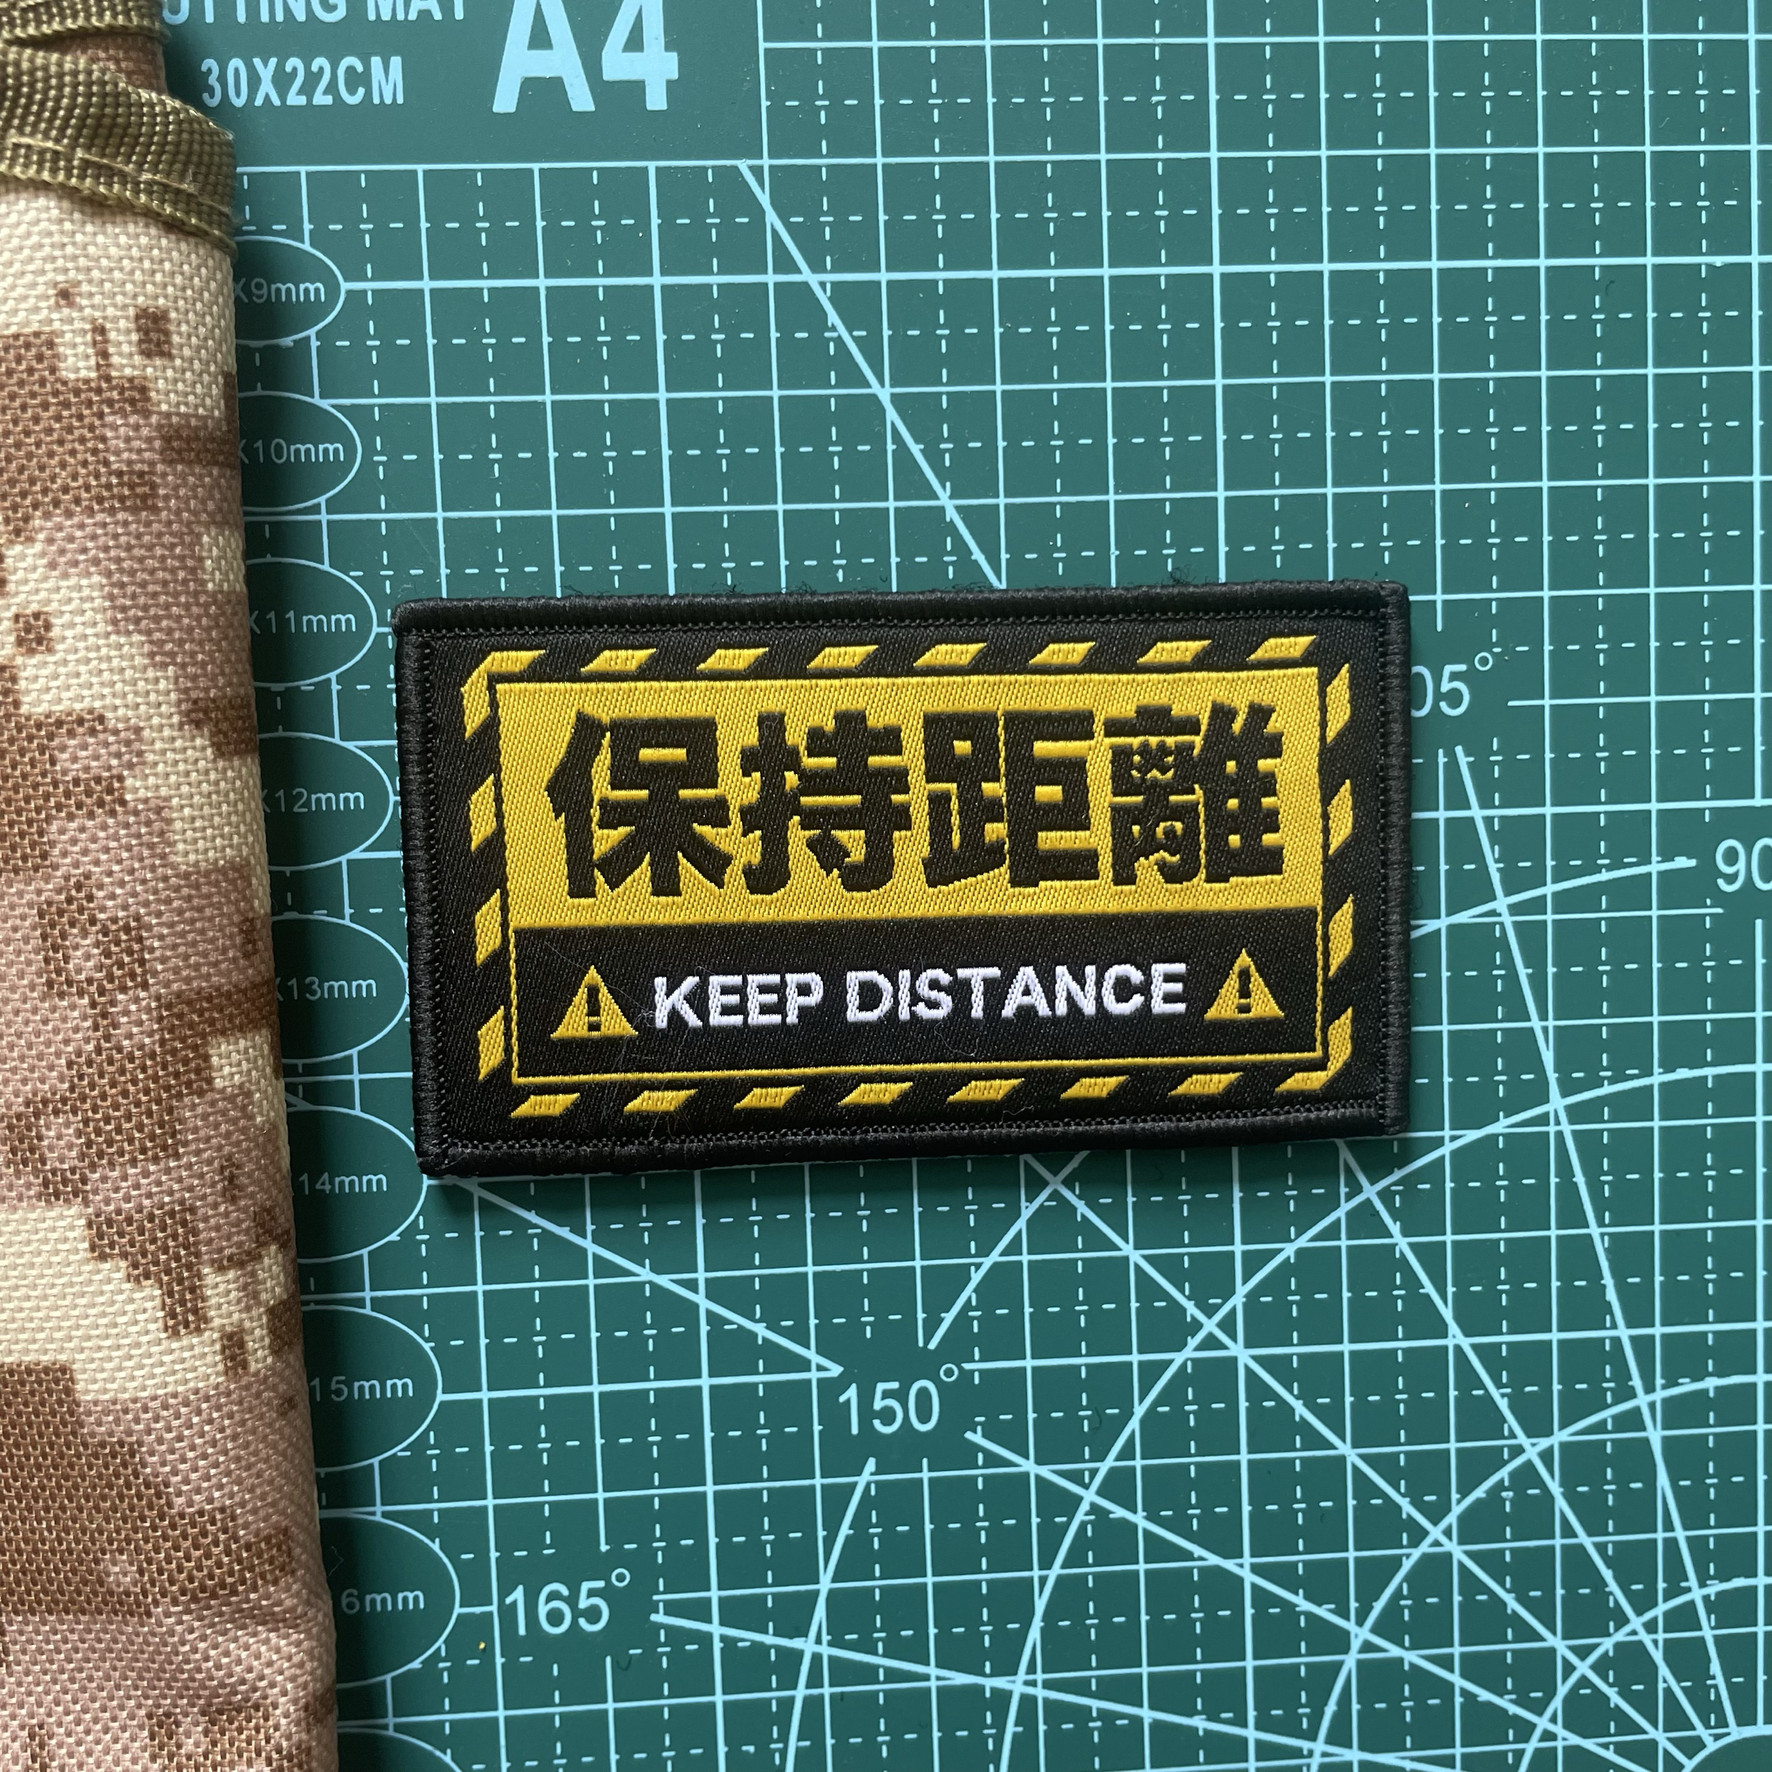 CUTTING MAT
30X22CM
A4
X9mm
X10mm
X11mm
X12mm
X13mm
14mm
15mm
6mm
保持距離
! KEEP DISTANCE !
05°
90
150°
165°